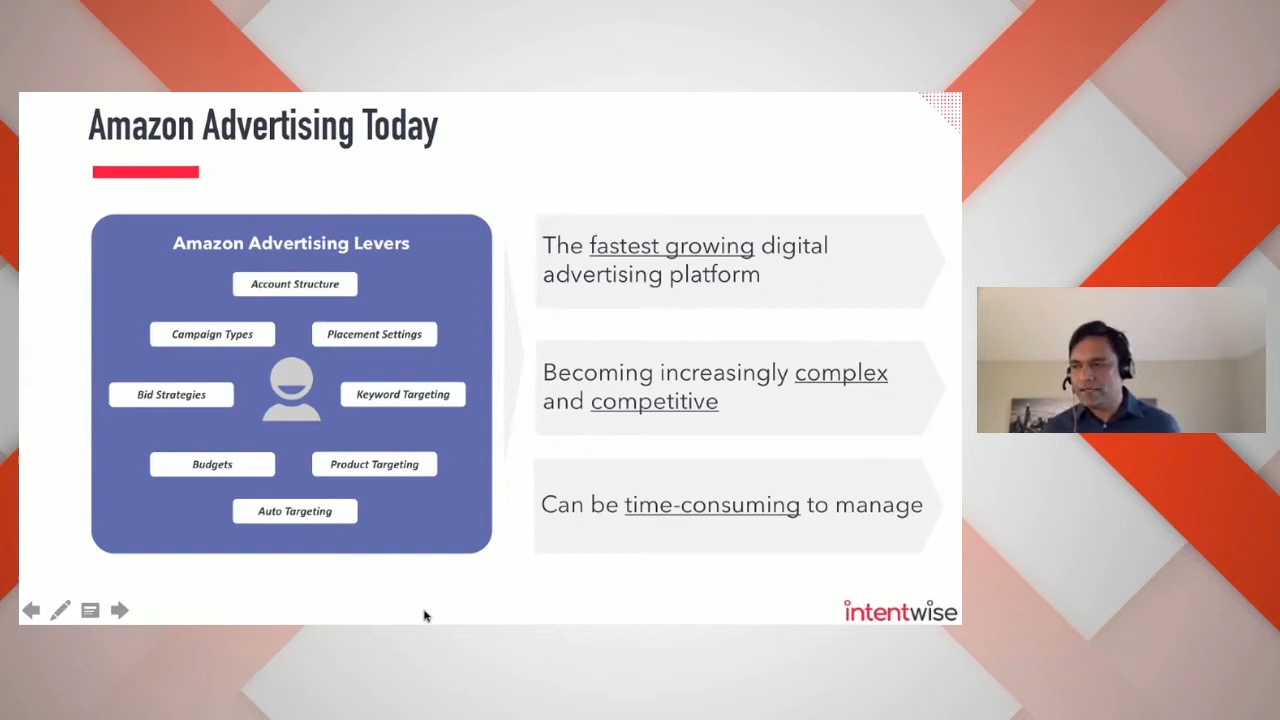 Amazon Advertising Today
Amazon Advertising Levers
Account Structure
Campaign Types
Placement Settings
Bid Strategies
Keyword Targeting
Budgets
Product Targeting
Auto Targeting
The fastest growing digital
advertising platform
Becoming increasingly complex
and competitive
Can be time-consuming to manage
intentwise